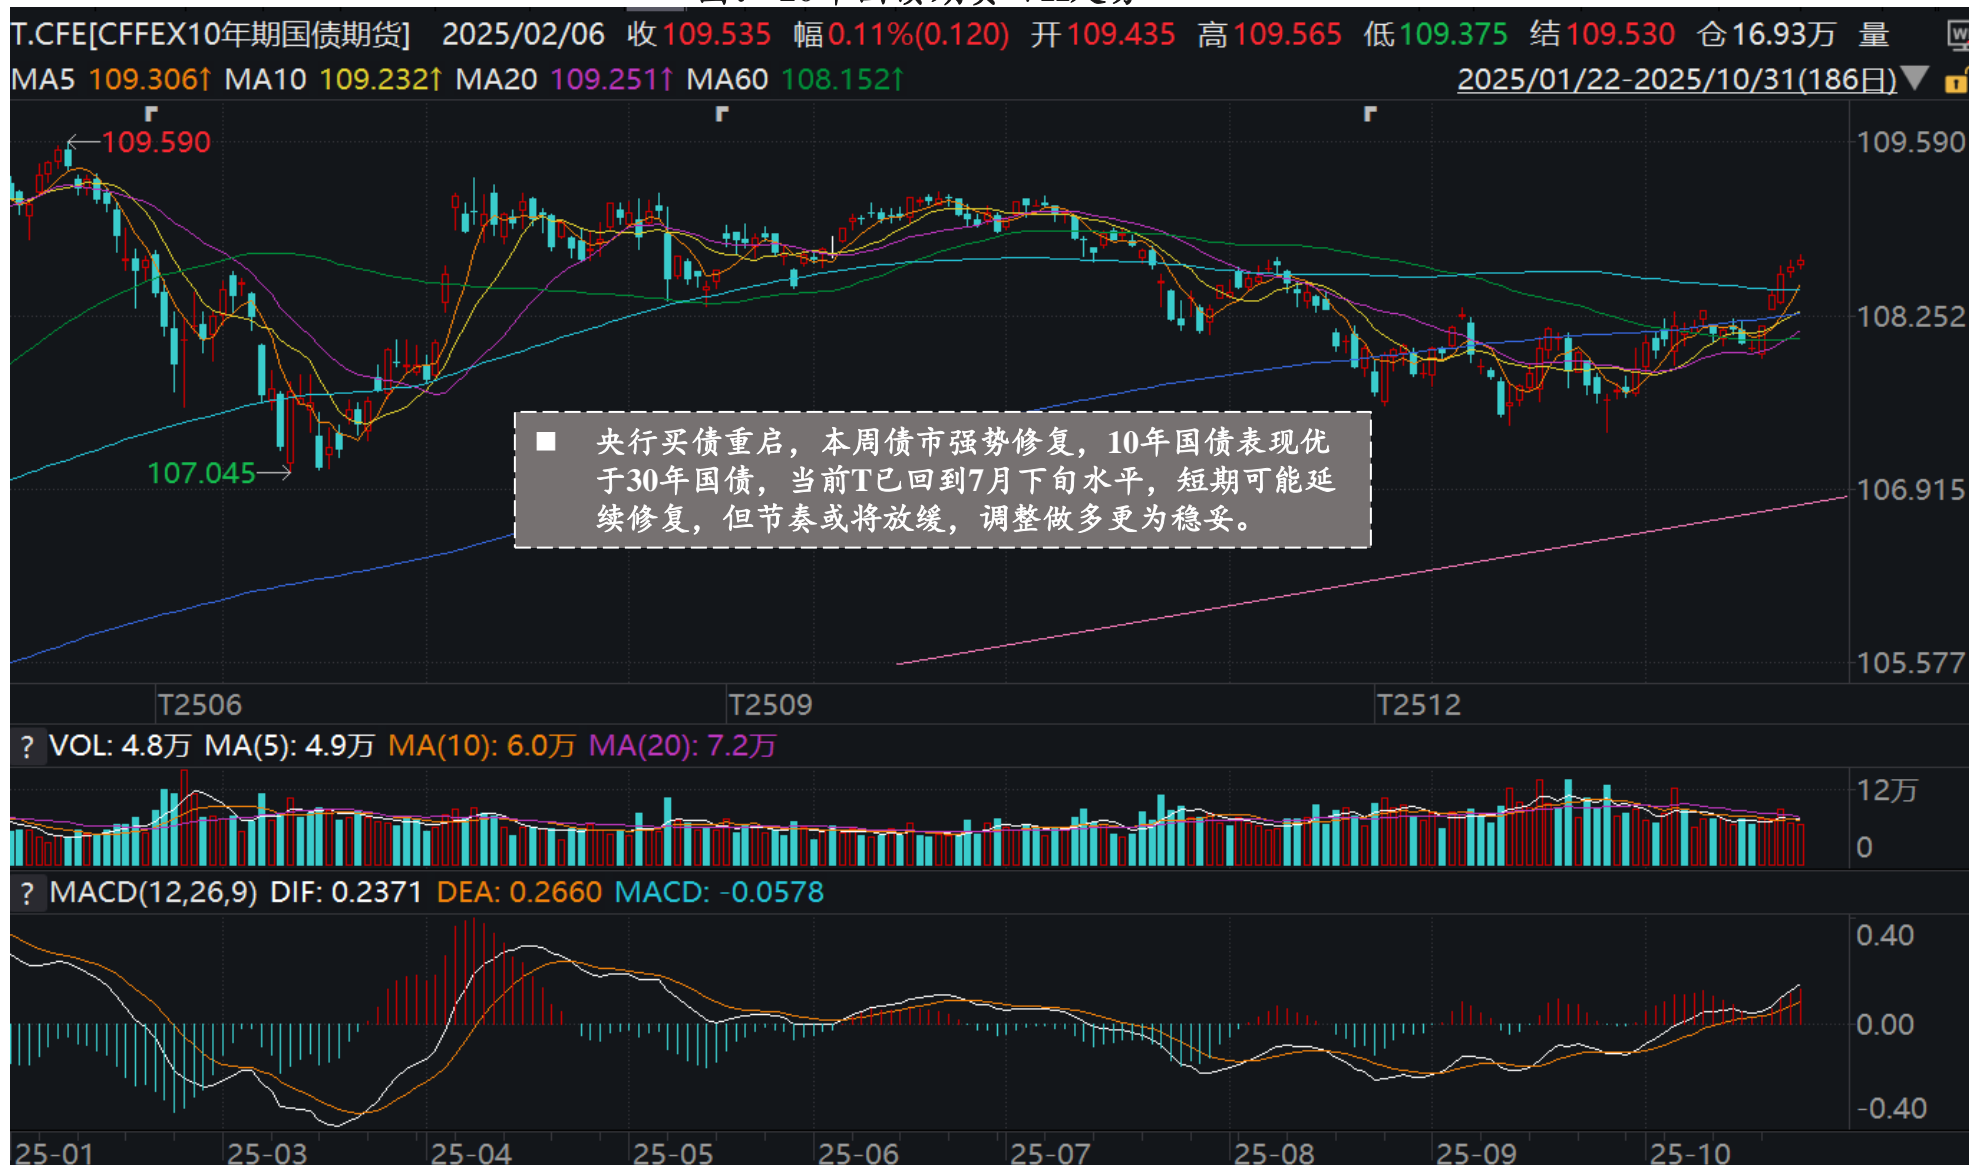 T.CFE[CFFEX10年期国债期货] 2025/02/06 收109.535 幅0.11%(0.120) 开109.435 高109.565 低109.375 结109.530 仓16.93万 量
MA5 109.306↑ MA10 109.232↑ MA20 109.251↑ MA60 108.152↑
2025/01/22-2025/10/31(186日)▼
109.590
109.590
108.252
■ 央行买债重启，本周债市强势修复，10年国债表现优
于30年国债，当前T已回到7月下旬水平，短期可能延
续修复，但节奏或将放缓，调整做多更为稳妥。
107.045
106.915
105.577
T2506 T2509 T2512
? VOL: 4.8万 MA(5): 4.9万 MA(10): 6.0万 MA(20): 7.2万
12万
0
? MACD(12,26,9) DIF: 0.2371 DEA: 0.2660 MACD: -0.0578
0.40
0.00
-0.40
25-01 25-03 25-04 25-05 25-06 25-07 25-08 25-09 25-10